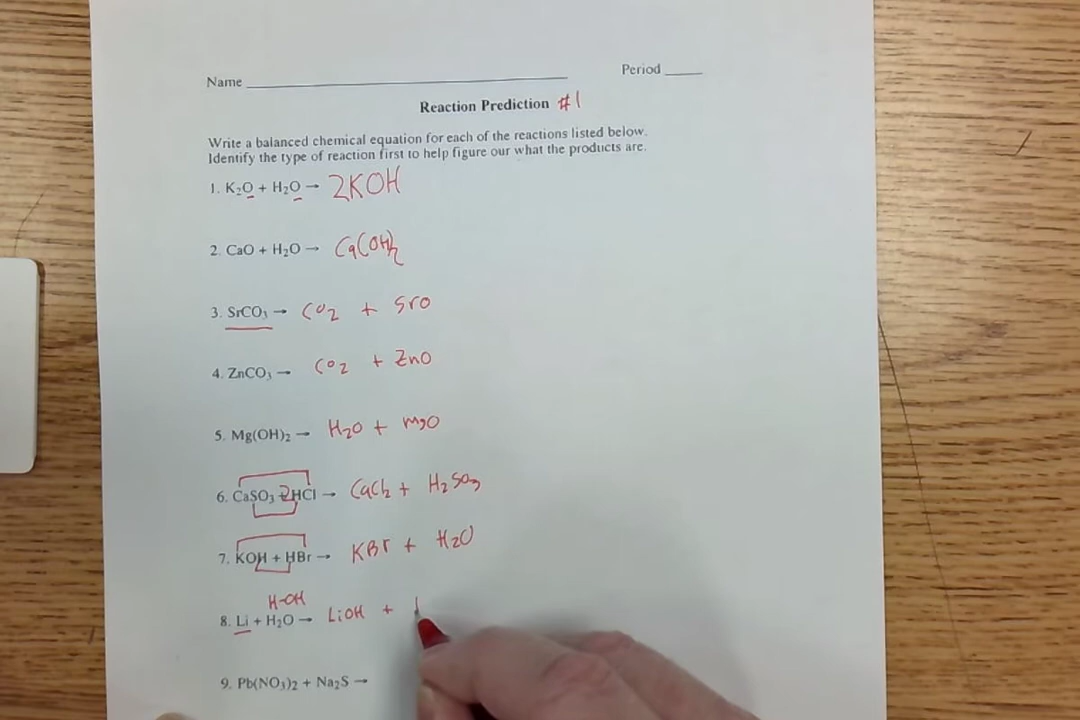 Name ____________ Period ____
Reaction Prediction #1
Write a balanced chemical equation for each of the reactions listed below.
Identify the type of reaction first to help figure our what the products are.
1. K₂O + H₂O → 2KOH
2. CaO + H₂O → Ca(OH)₂
3. SrCO₃ → CO₂ + SrO
4. ZnCO₃ → CO₂ + ZnO
5. Mg(OH)₂ → H₂O + MgO
6. CaSO₃ + 2HCl → CaCl₂ + H₂SO₃
7. KOH + HBr → KBr + H₂O
H-OH
8. Li + H₂O → LiOH +
9. Pb(NO₃)2 + Na₂S →